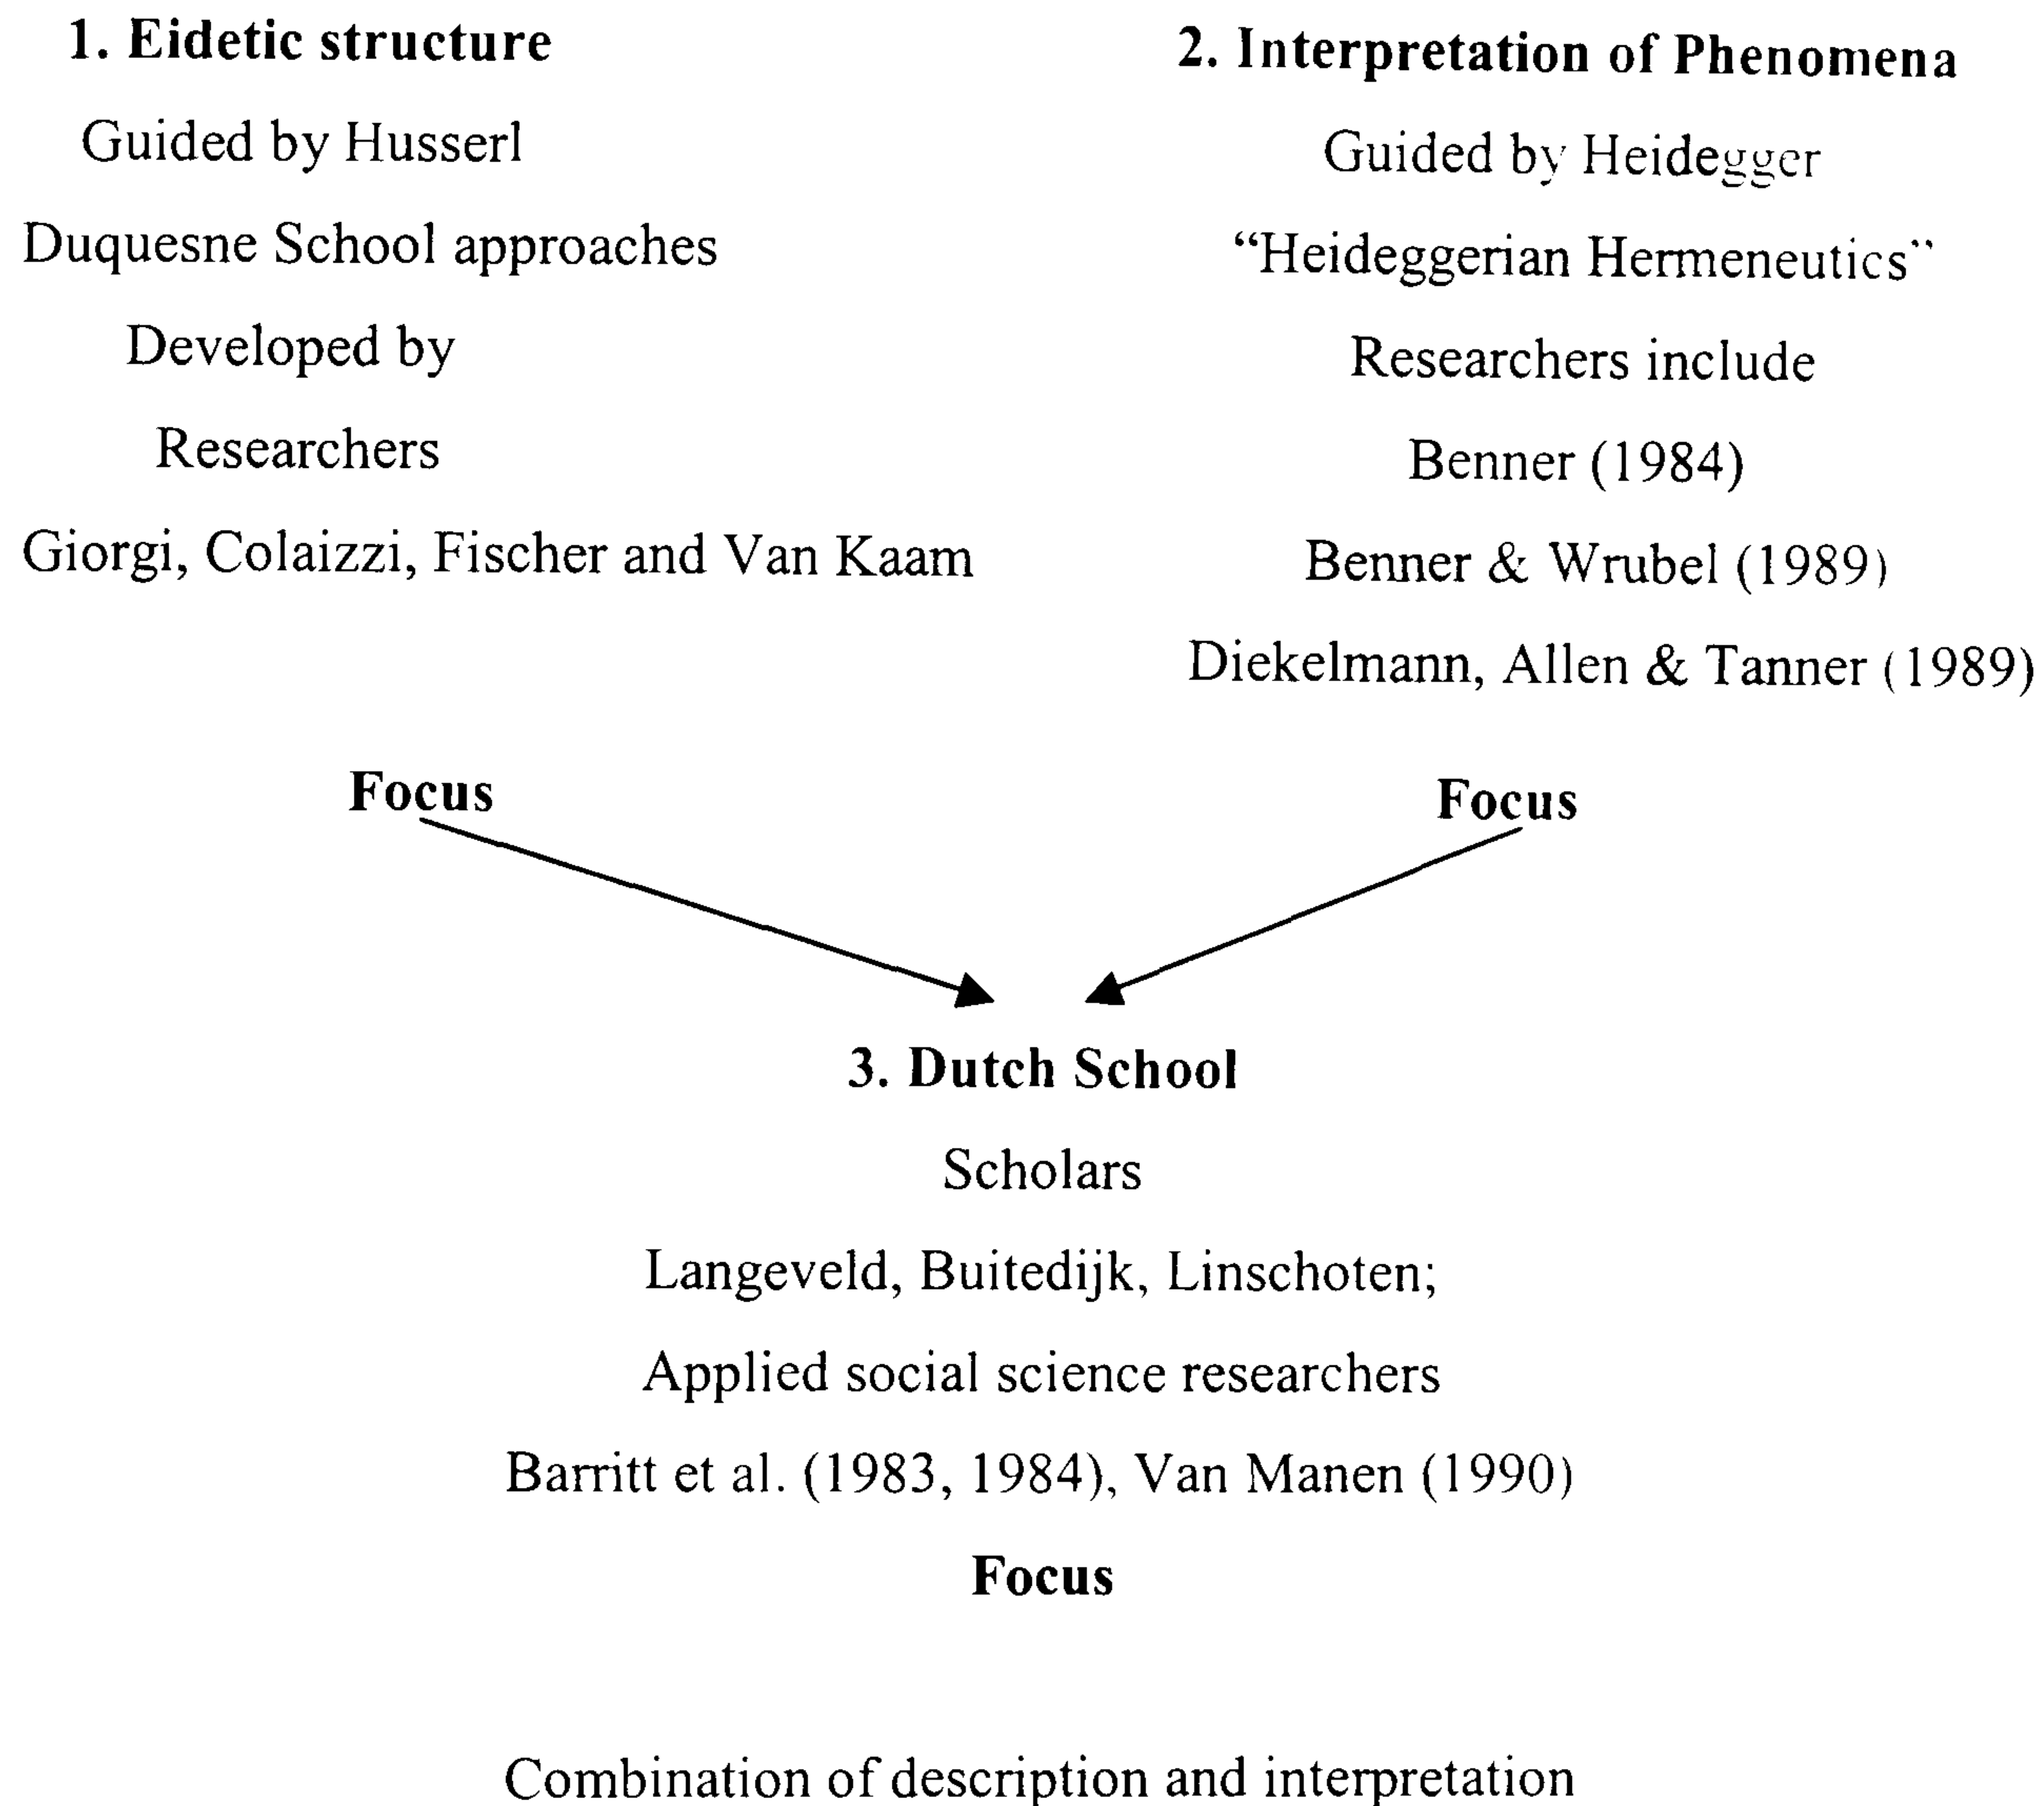 1. Eidetic structure
Guided by Husserl
Duquesne School approaches
Developed by
Researchers
Giorgi, Colaizzi, Fischer and Van Kaam
Focus
2. Interpretation of Phenomena
Guided by Heidegger
“Heideggerian Hermeneutics”
Researchers include
Benner (1984)
Benner & Wrubel (1989)
Diekelmann, Allen & Tanner (1989)
Focus
3. Dutch School
Scholars
Langeveld, Buitedijk, Linschoten;
Applied social science researchers
Barritt et al. (1983, 1984), Van Manen (1990)
Focus
Combination of description and interpretation